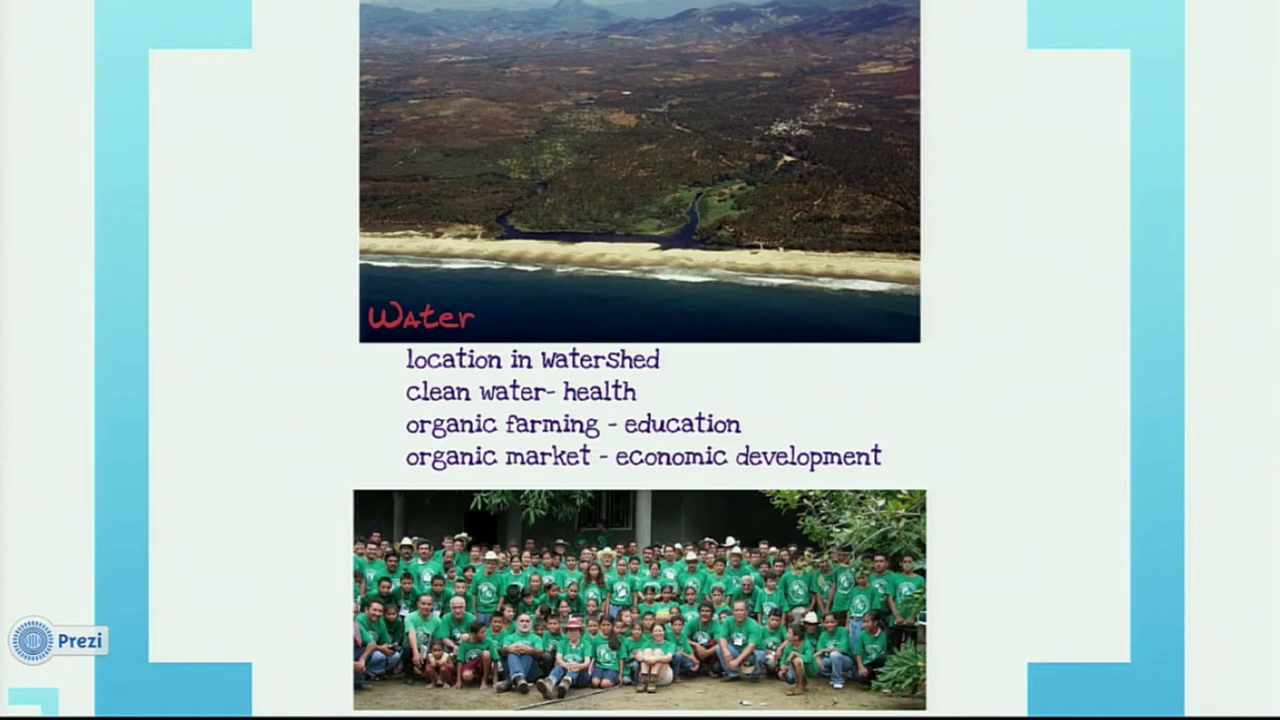 Water
location in Watershed
clean water- health
organic farming - education
organic market - economic development
Prezi